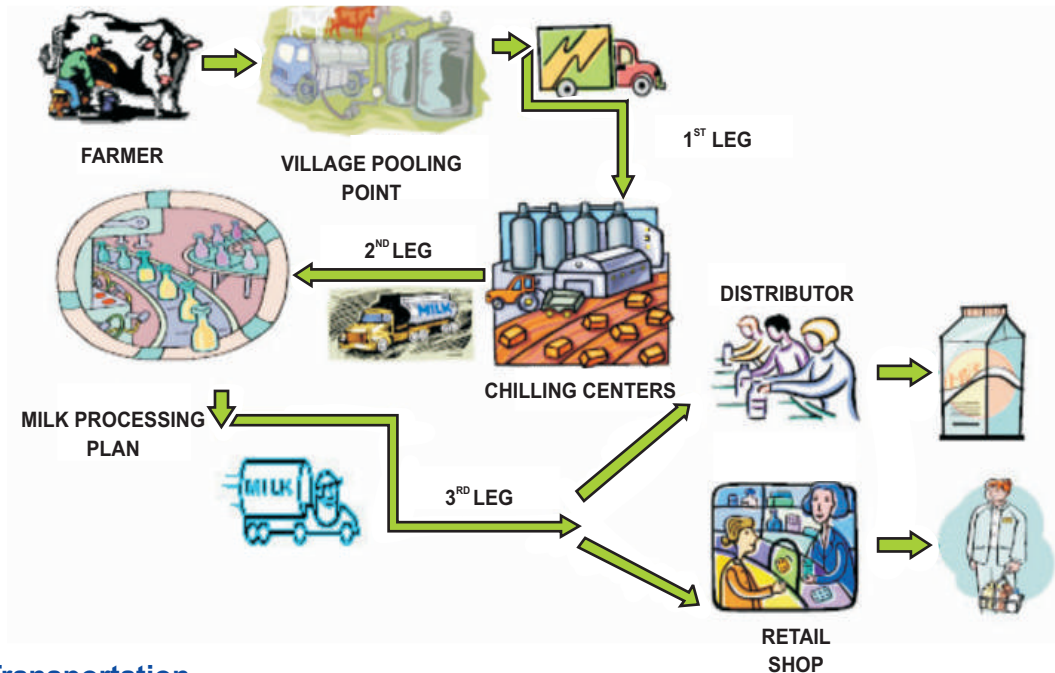 FARMER
VILLAGE POOLING
POINT
1ST LEG
2ND LEG
MILK
CHILLING CENTERS
DISTRIBUTOR
MILK PROCESSING
PLAN
MILK
3RD LEG
RETAIL
SHOP
Transportation